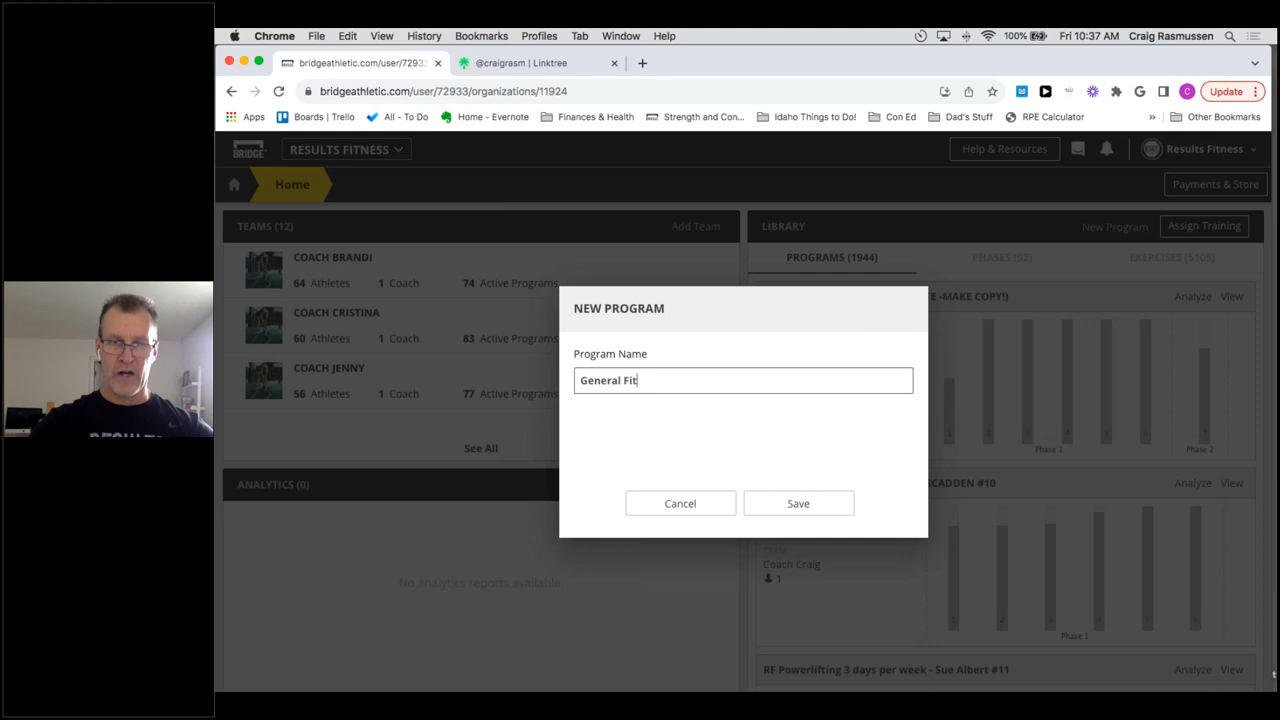 Chrome File Edit View History Bookmarks Profiles Tab Window Help 100% Fri 10:37 AM Craig Rasmussen
bridgeathletic.com/user/7293 @craigrasm | Linktree
bridgeathletic.com/user/72933/organizations/11924 Update
Apps Boards | Trello All - To Do Home - Evernote Finances & Health Strength and Con... Idaho Things to Do! Con Ed Dad's Stuff RPE Calculator » Other Bookmarks
BRIDGE RESULTS FITNESS Help & Resources Results Fitness
Home Payments & Store
TEAMS (12) Add Team LIBRARY New Program Assign Training
COACH BRANDI PROGRAMS (1944) PHASES (93) EXERCISES (5105)
64 Athletes 1 Coach 74 Active Programs
NEW PROGRAM
-MAKE COPY!) Analyze View
COACH CRISTINA
60 Athletes 1 Coach 83 Active Programs
Program Name
COACH JENNY
General Fit
56 Athletes 1 Coach 77 Active Programs
See All Phase 1 Phase 2
ANALYTICS (0) SCADDEN #10 Analyze View
Cancel Save
Coach Craig
1
No analytics reports available.
1 2 3 4 5 6
Phase 1
RF Powerlifting 3 days per week - Sue Albert #11 Analyze View